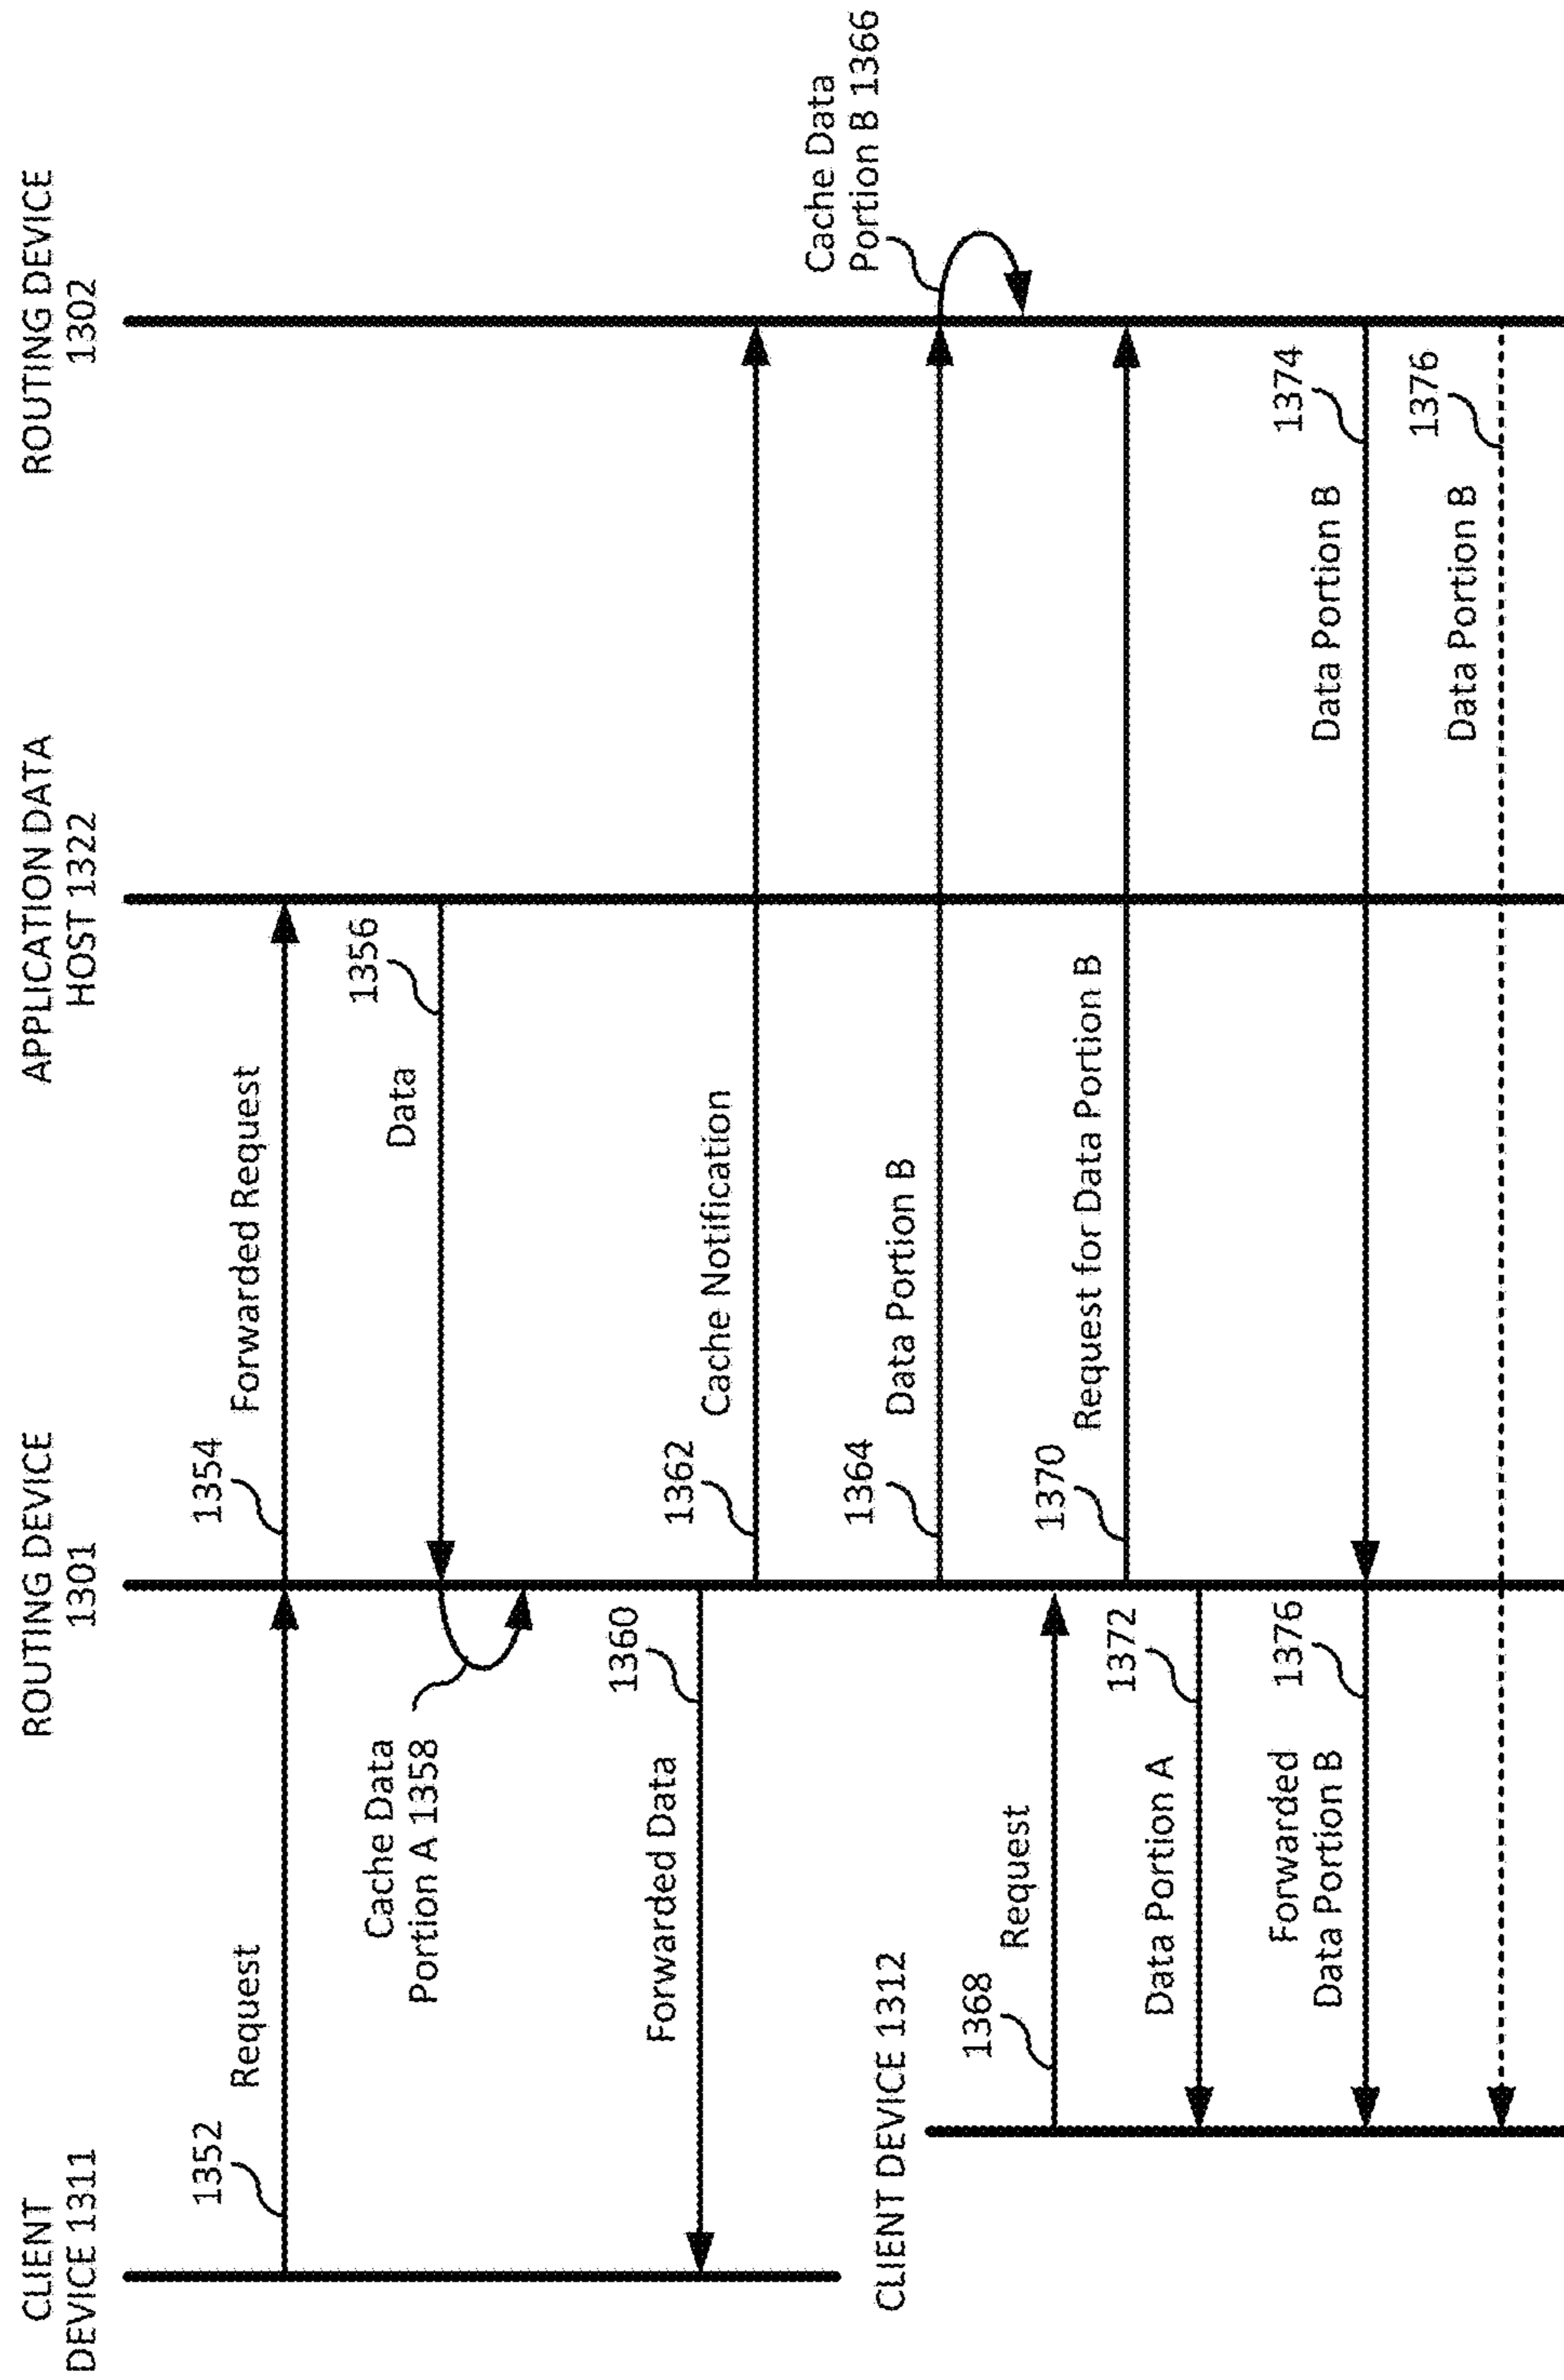 CLIENT
DEVICE 1311
ROUTING DEVICE
1301
APPLICATION DATA
HOST 1322
ROUTING DEVICE
1302
1352
Request
1354
Forwarded Request
1356
Data
Cache Data
Portion A 1358
1360
Forwarded Data
1362
Cache Notification
1364
Data Portion B
Cache Data
Portion B 1366
CLIENT DEVICE 1312
1368
Request
1370
Request for Data Portion B
1372
Data Portion A
1374
Data Portion B
1376
Forwarded
Data Portion B
1376
Data Portion B